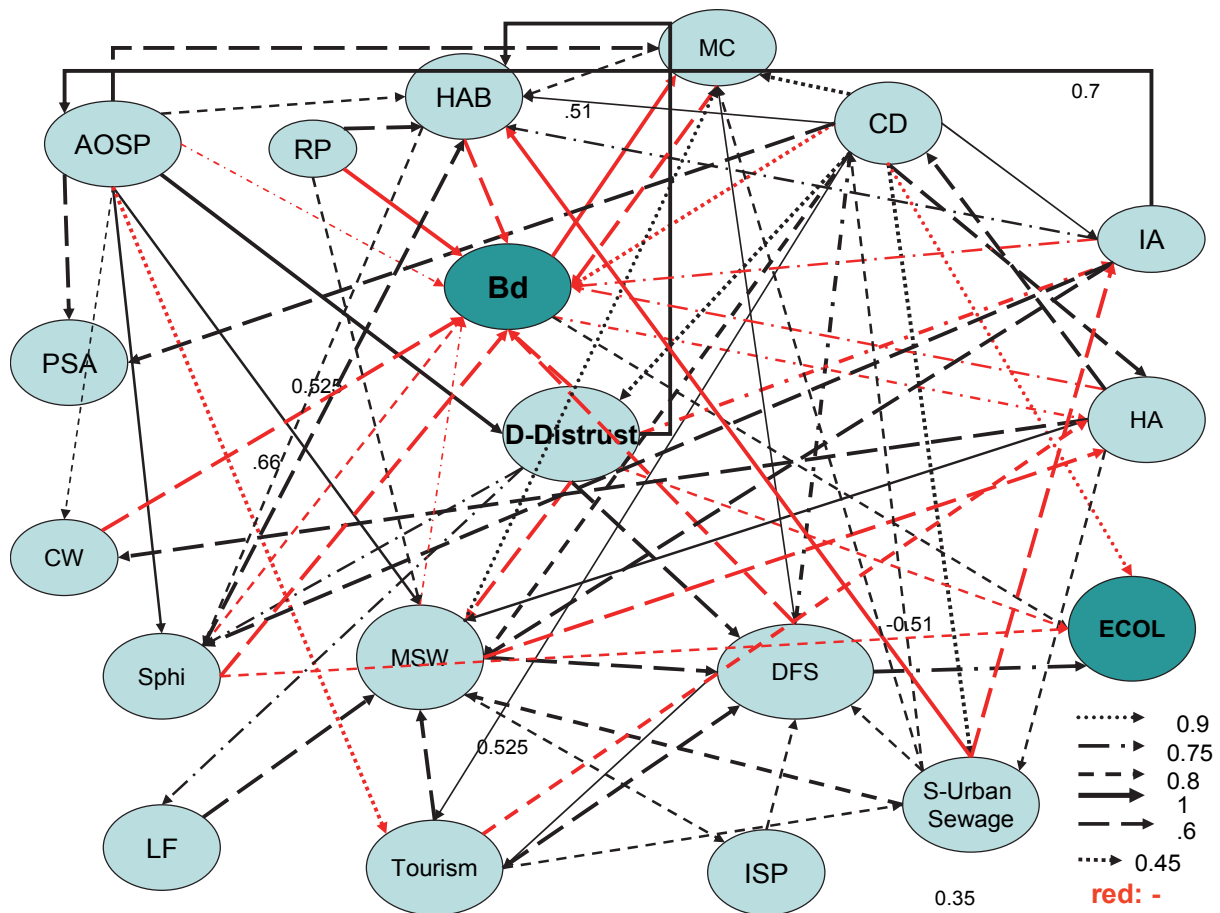 MC
HAB
0.7
.51
CD
AOSP
RP
IA
Bd
PSA
0.525
HA
D-Distrust
.66
CW
ECOL
-0.51
Sphi
MSW
DFS
0.9
0.525
0.75
0.8
S-Urban
Sewage
1
.6
LF
Tourism
ISP
0.45
0.35
red: -